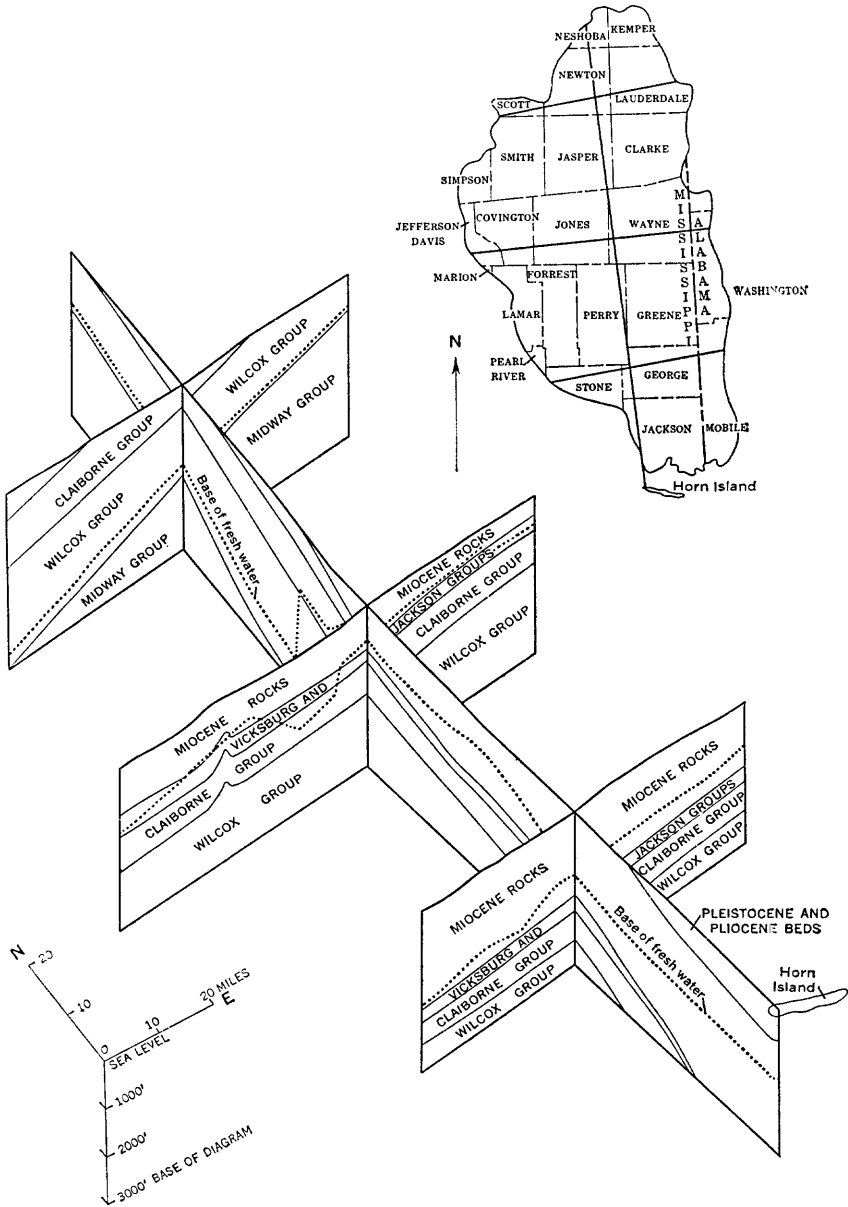 NESHOBA
KEMPER
NEWTON
SCOTT
LAUDERDALE
SMITH
JASPER
CLARKE
SIMPSON
MISSISSIPPI
ALABAMA
JEFFERSON
DAVIS
COVINGTON
JONES
WAYNE
MARION
FORREST
WASHINGTON
LAMAR
PERRY
GREENE
N
PEARL
RIVER
STONE
GEORGE
JACKSON
MOBILE
Horn Island
WILCOX GROUP
MIDWAY GROUP
CLAIBORNE GROUP
WILCOX GROUP
MIDWAY GROUP
Base of fresh water
MIOCENE ROCKS
JACKSON GROUPS
CLAIBORNE GROUP
WILCOX GROUP
MIOCENE ROCKS
VICKSBURG AND
CLAIBORNE GROUP
WILCOX GROUP
MIOCENE ROCKS
JACKSON GROUPS
CLAIBORNE GROUP
WILCOX GROUP
MIOCENE ROCKS
VICKSBURG AND
CLAIBORNE GROUP
WILCOX GROUP
Base of fresh water
PLEISTOCENE AND
PLIOCENE BEDS
Horn
Island
N
20
10
0
10
20 MILES
E
SEA LEVEL
1000'
2000'
3000' BASE OF DIAGRAM